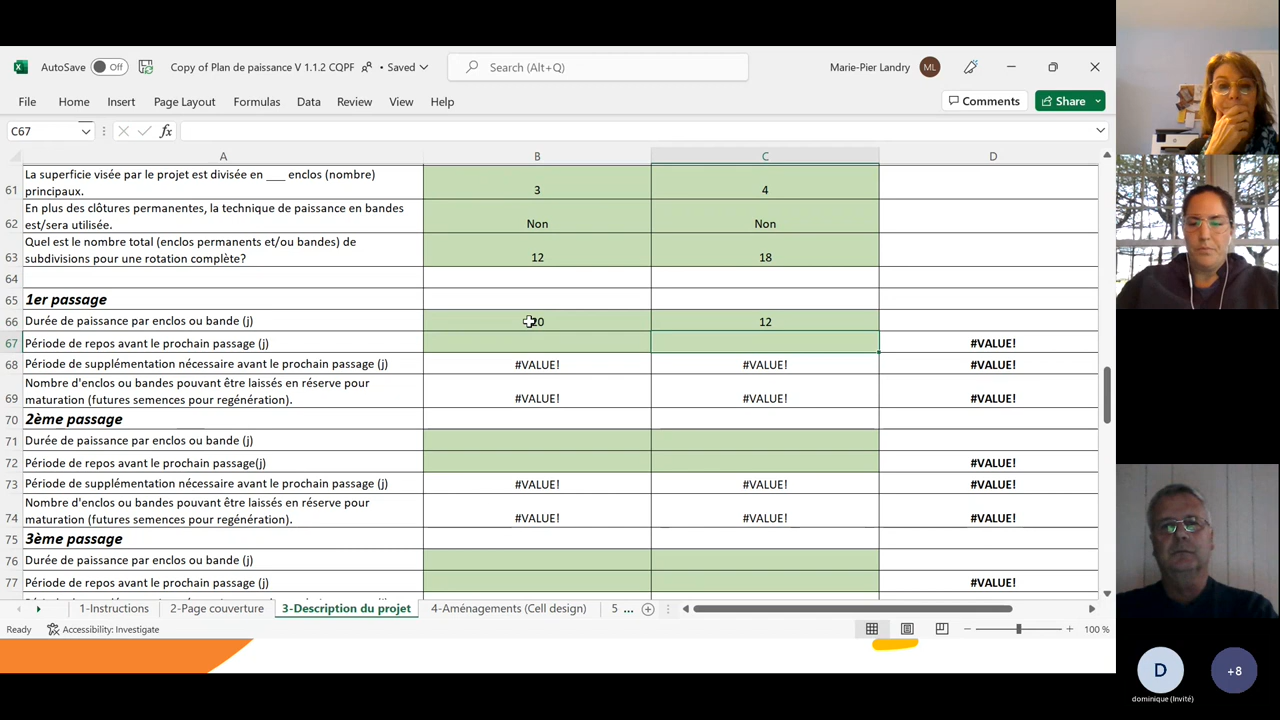 AutoSave Off Copy of Plan de paissance V 1.1.2 CQPF • Saved Search (Alt+Q) Marie-Pier Landry ML
File Home Insert Page Layout Formulas Data Review View Help Comments Share
C67 fx
A B C D
61 La superficie visée par le projet est divisée en ___ enclos (nombre)
principaux. 3 4
62 En plus des clôtures permanentes, la technique de paissance en bandes
est/sera utilisée. Non Non
63 Quel est le nombre total (enclos permanents et/ou bandes) de
subdivisions pour une rotation complète? 12 18
64
65 1er passage
66 Durée de paissance par enclos ou bande (j) 20 12
67 Période de repos avant le prochain passage (j) #VALUE!
68 Période de supplémentation nécessaire avant le prochain passage (j) #VALUE! #VALUE! #VALUE!
69 Nombre d'enclos ou bandes pouvant être laissés en réserve pour
maturation (futures semences pour regénération). #VALUE! #VALUE! #VALUE!
70 2ème passage
71 Durée de paissance par enclos ou bande (j)
72 Période de repos avant le prochain passage(j) #VALUE!
73 Période de supplémentation nécessaire avant le prochain passage (j) #VALUE! #VALUE! #VALUE!
74 Nombre d'enclos ou bandes pouvant être laissés en réserve pour
maturation (futures semences pour regénération). #VALUE! #VALUE! #VALUE!
75 3ème passage
76 Durée de paissance par enclos ou bande (j)
77 Période de repos avant le prochain passage (j) #VALUE!
1-Instructions 2-Page couverture 3-Description du projet 4-Aménagements (Cell design) 5 ...
Ready Accessibility: Investigate 100 %
D +8
dominique (Invité)